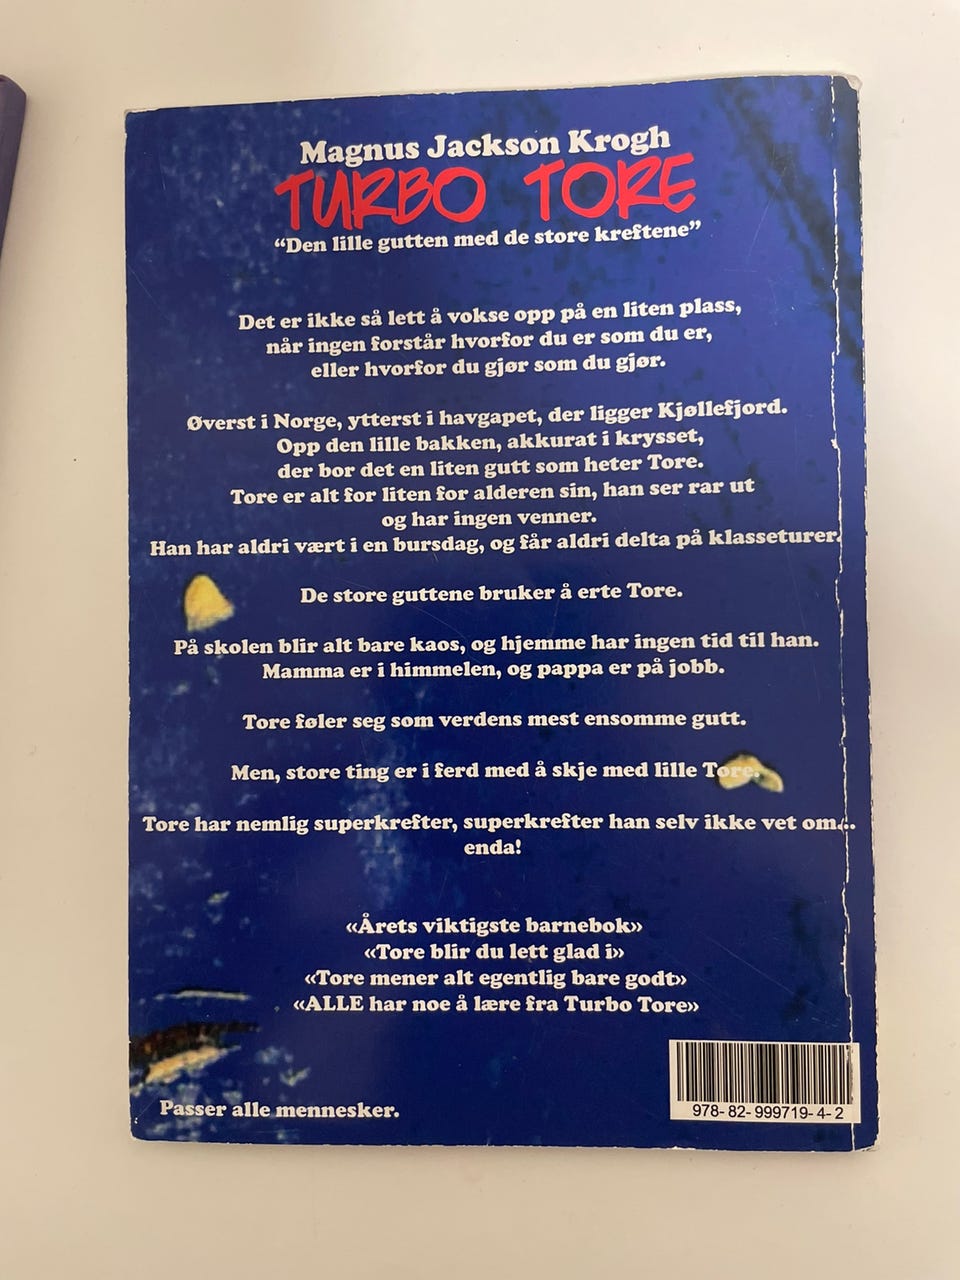 Magnus Jackson Krogh
TURBO TORE
“Den lille gutten med de store kreftene”
Det er ikke så lett å vokse opp på en liten plass,
når ingen forstår hvorfor du er som du er,
eller hvorfor du gjør som du gjør.
Øverst i Norge, ytterst i havgapet, der ligger Kjøllefjord.
Opp den lille bakken, akkurat i krysset,
der bor det en liten gutt som heter Tore.
Tore er alt for liten for alderen sin, han ser rar ut
og har ingen venner.
Han har aldri vært i en bursdag, og får aldri delta på klasseturer.
De store guttene bruker å erte Tore.
På skolen blir alt bare kaos, og hjemme har ingen tid til han.
Mamma er i himmelen, og pappa er på jobb.
Tore føler seg som verdens mest ensomme gutt.
Men, store ting er i ferd med å skje med lille Tore.
Tore har nemlig superkrefter, superkrefter han selv ikke vet om...
enda!
«Årets viktigste barnebok»
«Tore blir du lett glad i»
«Tore mener alt egentlig bare godt»
«ALLE har noe å lære fra Turbo Tore»
Passer alle mennesker.
978-82-999719-4-2